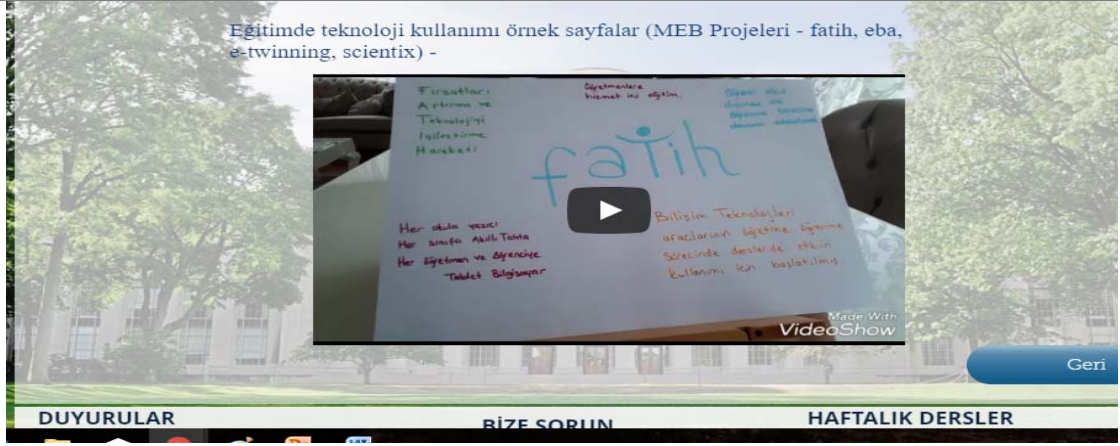 Eğitimde teknoloji kullanımı örnek sayfalar (MEB Projeleri - fatih, eba,
e-twinning, scientix) -
Fırsatları
Artırma ve
Teknolojiyi
İyileştirme
Hareketi
Öğretmenlere
hizmet içi eğitim.
fatih
Her okula yazıcı
Her sınıfa Akıllı Tahta
Her öğretmen ve öğrenciye
Tablet Bilgisayar
Bilişim Teknolojileri
araçlarının öğretme öğrenme
sürecinde derslerde etkin
kullanımı için başlatılmış.
Made With
VideoShow
Geri
DUYURULAR
BİZE SORUN
HAFTALIK DERSLER